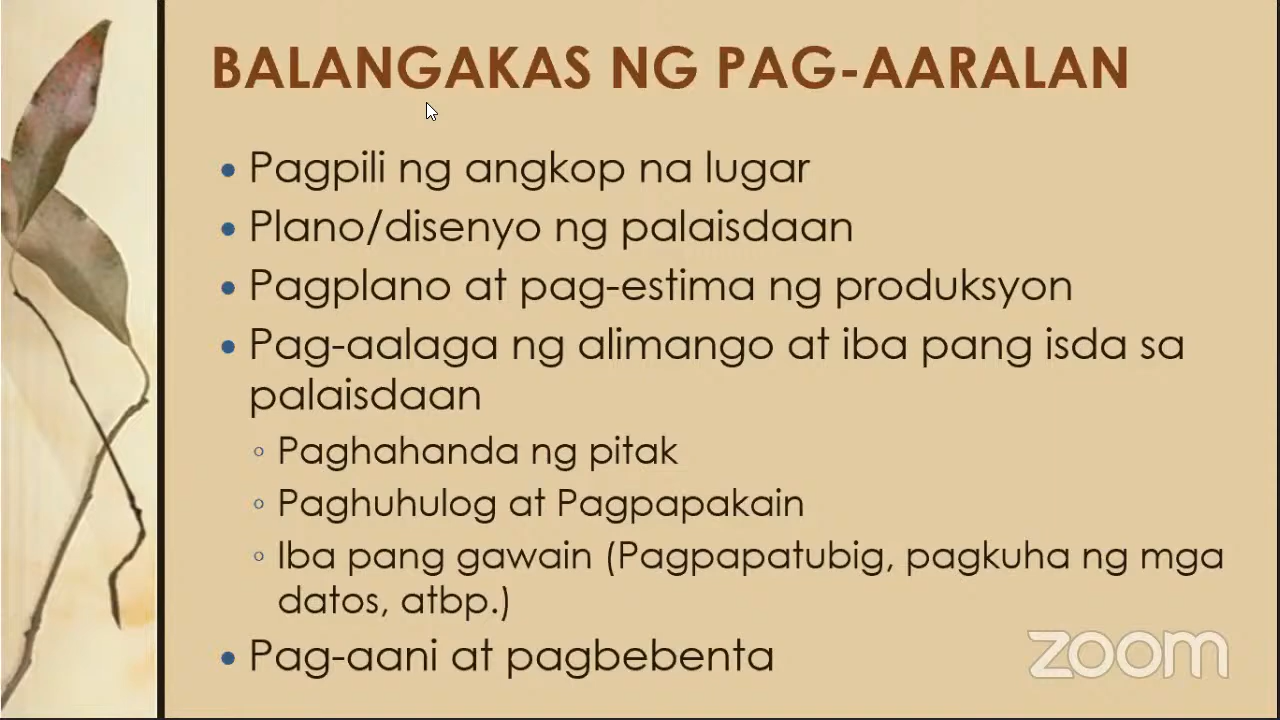 BALANGAKAS NG PAG-AARALAN
• Pagpili ng angkop na lugar
• Plano/disenyo ng palaisdaan
• Pagplano at pag-estima ng produksyon
• Pag-aalaga ng alimango at iba pang isda sa
palaisdaan
◦ Paghahanda ng pitak
◦ Paghuhulog at Pagpapakain
◦ Iba pang gawain (Pagpapatubig, pagkuha ng mga
datos, atbp.)
• Pag-aani at pagbebenta
zoom